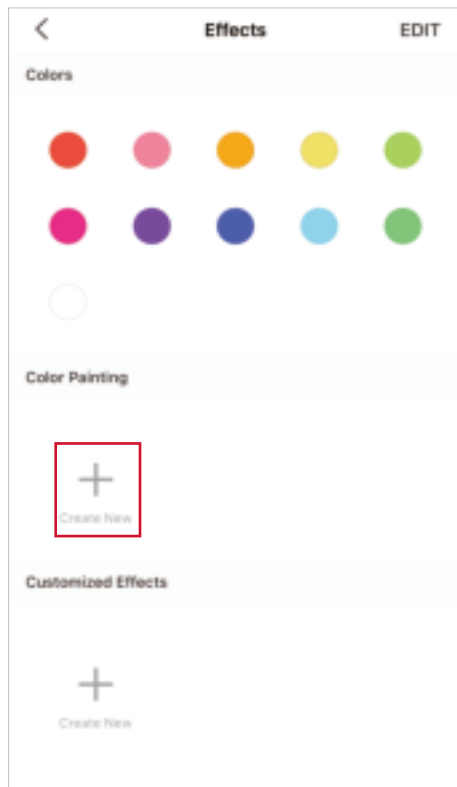 Effects EDIT
Colors
Color Painting
Create New
Customized Effects
Create New